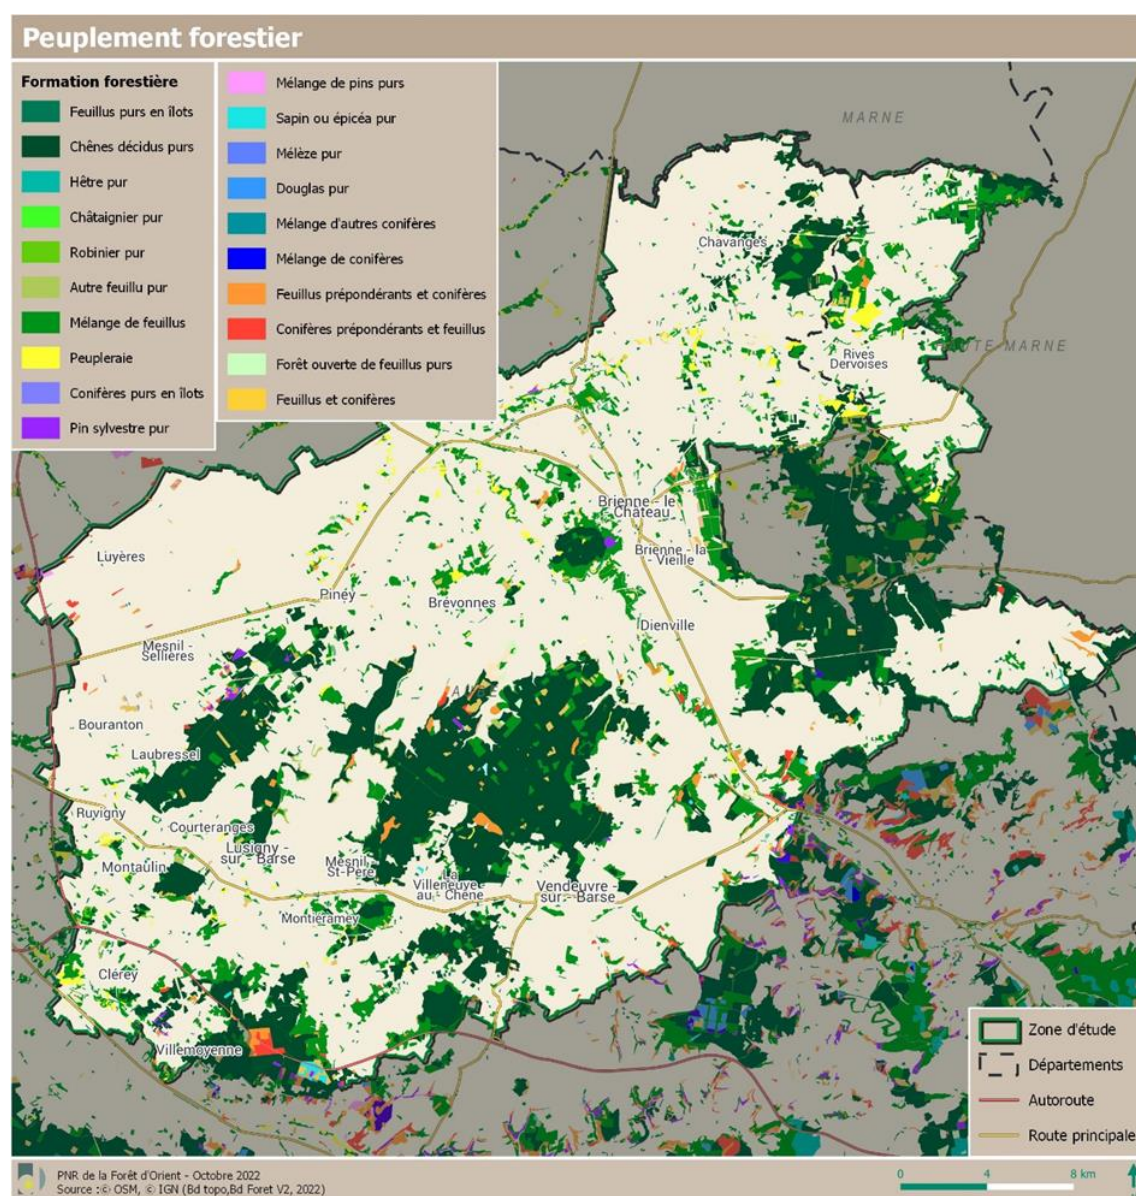 Peuplement forestier
Formation forestière
Feuillus purs en îlots
Chênes décidus purs
Hêtre pur
Châtaignier pur
Robinier pur
Autre feuillu pur
Mélange de feuillus
Peupleraie
Conifères purs en îlots
Pin sylvestre pur
Mélange de pins purs
Sapin ou épicéa pur
Mélèze pur
Douglas pur
Mélange d'autres conifères
Mélange de conifères
Feuillus prépondérants et conifères
Conifères prépondérants et feuillus
Forêt ouverte de feuillus purs
Feuillus et conifères
MARNE
Chavanges
HAUTE-MARNE
Rives
Dervoises
Brienne - le
- Château
Luyères
Brienne - la
- Vieille
Piney
Brévonnes
Dienville
Mesnil -
Sellières
AUBE
Bouranton
Laubressel
Ruvigny
Courteranges
Lusigny -
sur - Barse
Montaulin
Mesnil -
St-Père
La
Villeneuve -
au - Chêne
Vendeuvre -
sur - Barse
Montiéramey
Clérey
Villemoyenne
Zone d'étude
Départements
Autoroute
Route principale
PNR de la Forêt d'Orient - Octobre 2022
Source : © OSM, © IGN (Bd topo,Bd Foret V2, 2022)
0 4 8 km